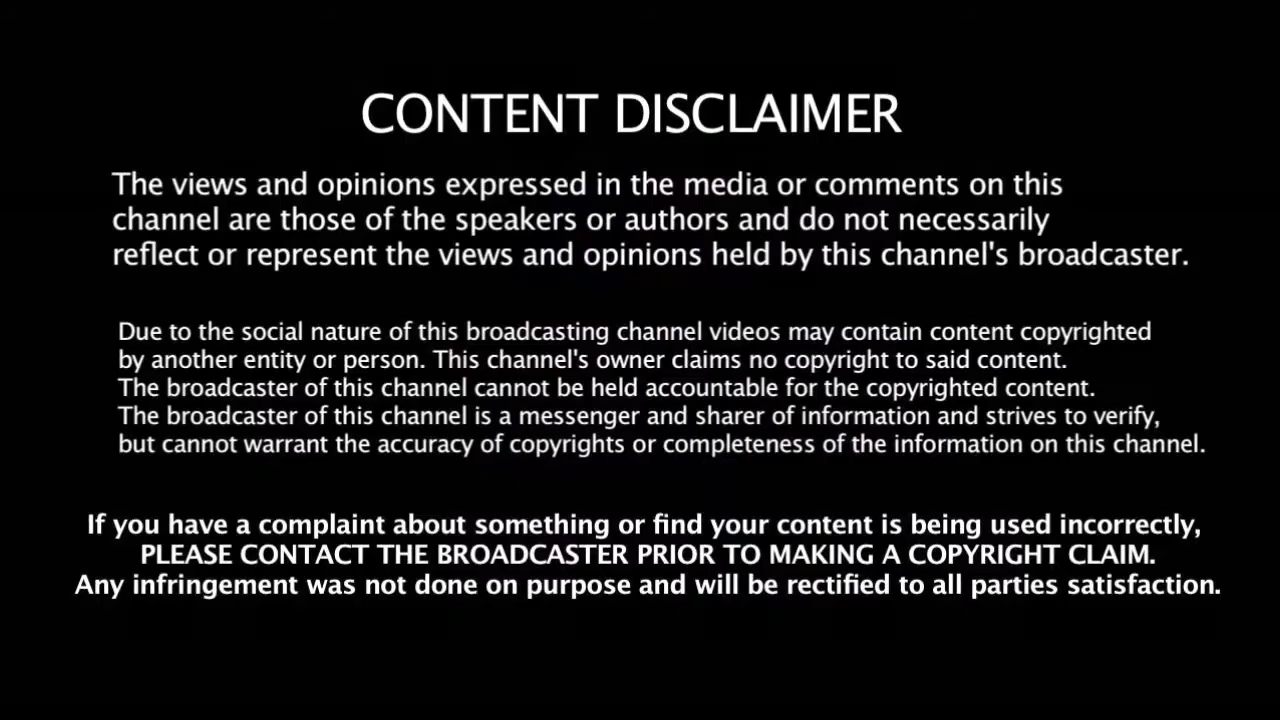 CONTENT DISCLAIMER
The views and opinions expressed in the media or comments on this
channel are those of the speakers or authors and do not necessarily
reflect or represent the views and opinions held by this channel's broadcaster.
Due to the social nature of this broadcasting channel videos may contain content copyrighted
by another entity or person. This channel's owner claims no copyright to said content.
The broadcaster of this channel cannot be held accountable for the copyrighted content.
The broadcaster of this channel is a messenger and sharer of information and strives to verify,
but cannot warrant the accuracy of copyrights or completeness of the information on this channel.
If you have a complaint about something or find your content is being used incorrectly,
PLEASE CONTACT THE BROADCASTER PRIOR TO MAKING A COPYRIGHT CLAIM.
Any infringement was not done on purpose and will be rectified to all parties satisfaction.